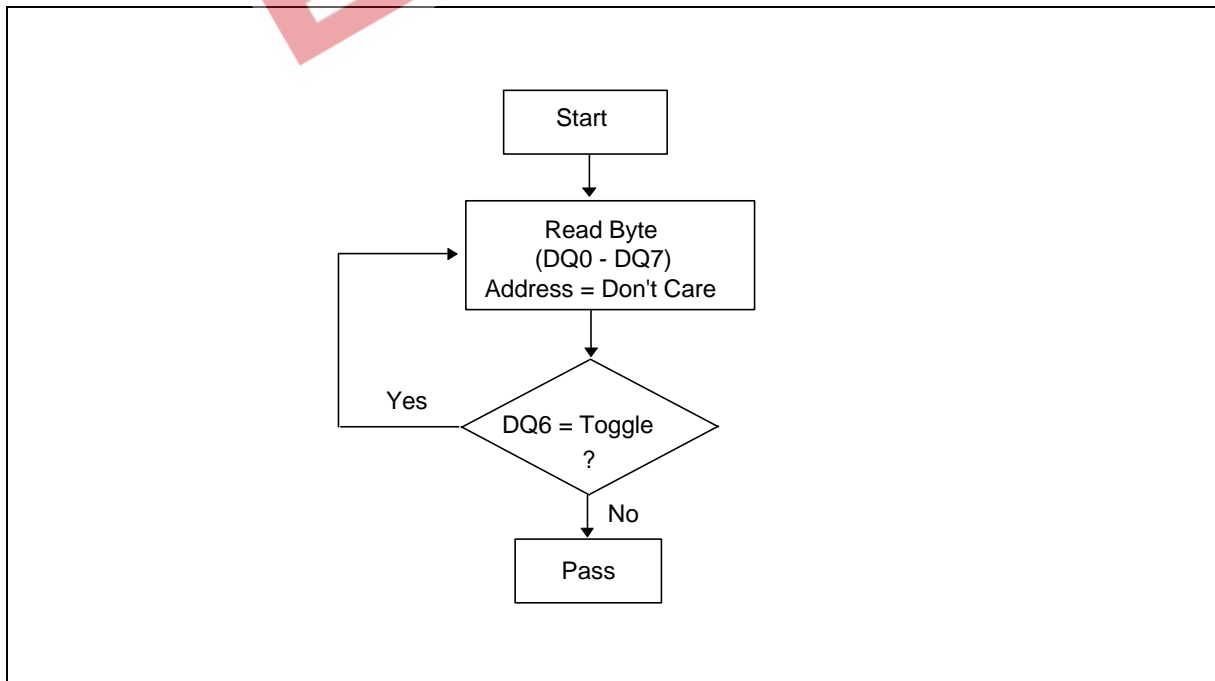 Start
Read Byte
(DQ0 - DQ7)
Address = Don't Care
Yes
DQ6 = Toggle
?
No
Pass